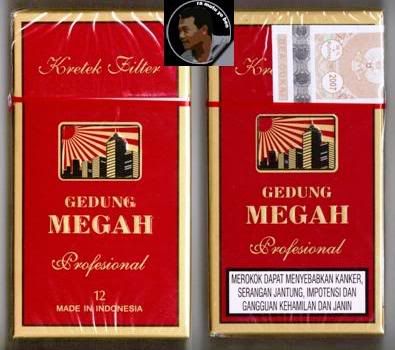 Kretek Filter
GEDUNG
MEGAH
Profesional
12
MADE IN INDONESIA
2007
GEDUNG
MEGAH
Profesional
MEROKOK DAPAT MENYEBABKAN KANKER,
SERANGAN JANTUNG, IMPOTENSI DAN
GANGGUAN KEHAMILAN DAN JANIN